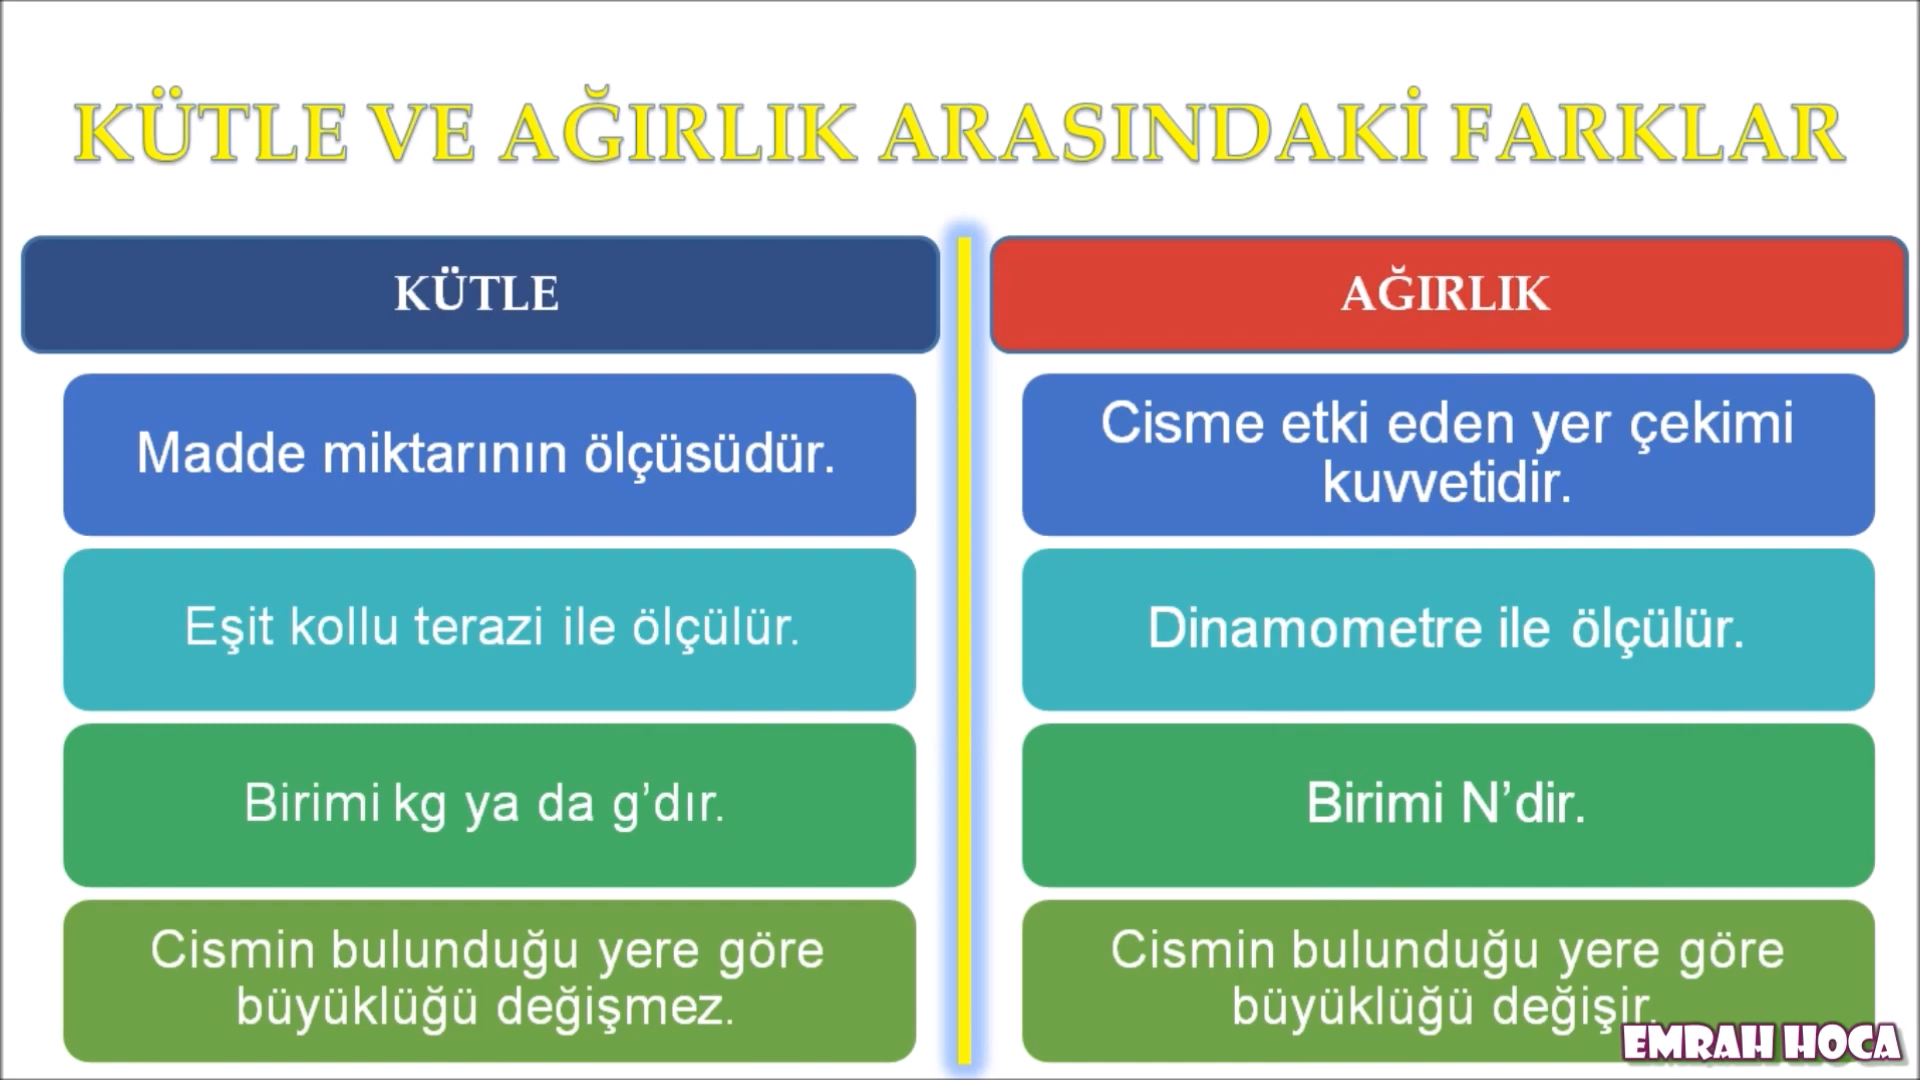 KÜTLE VE AĞIRLIK ARASINDAKİ FARKLAR
KÜTLE
Madde miktarının ölçüsüdür.
Eşit kollu terazi ile ölçülür.
Birimi kg ya da g’dır.
Cismin bulunduğu yere göre
büyüklüğü değişmez.
AĞIRLIK
Cisme etki eden yer çekimi
kuvvetidir.
Dinamometre ile ölçülür.
Birimi N’dir.
Cismin bulunduğu yere göre
büyüklüğü değişir.
EMRAH HOCA